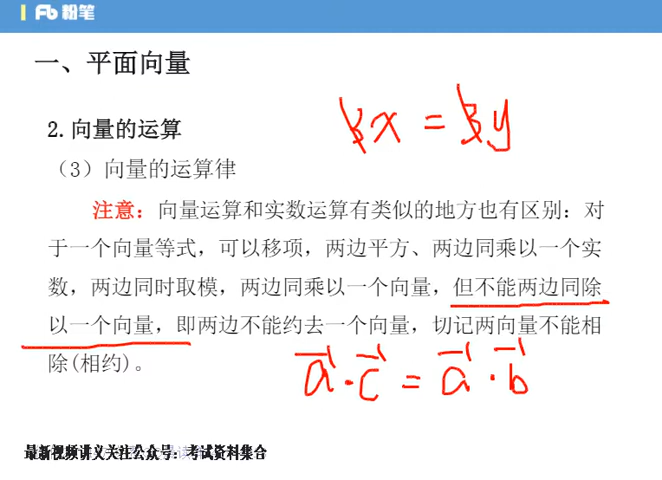 粉笔
一、平面向量
2.向量的运算
3x = 3y
（3）向量的运算律
注意：向量运算和实数运算有类似的地方也有区别：对
于一个向量等式，可以移项，两边平方、两边同乘以一个实
数，两边同时取模，两边同乘以一个向量，但不能两边同除
以一个向量，即两边不能约去一个向量，切记两向量不能相
除(相约)。
a·c = a·b
最新视频讲义关注公众号：考试资料集合